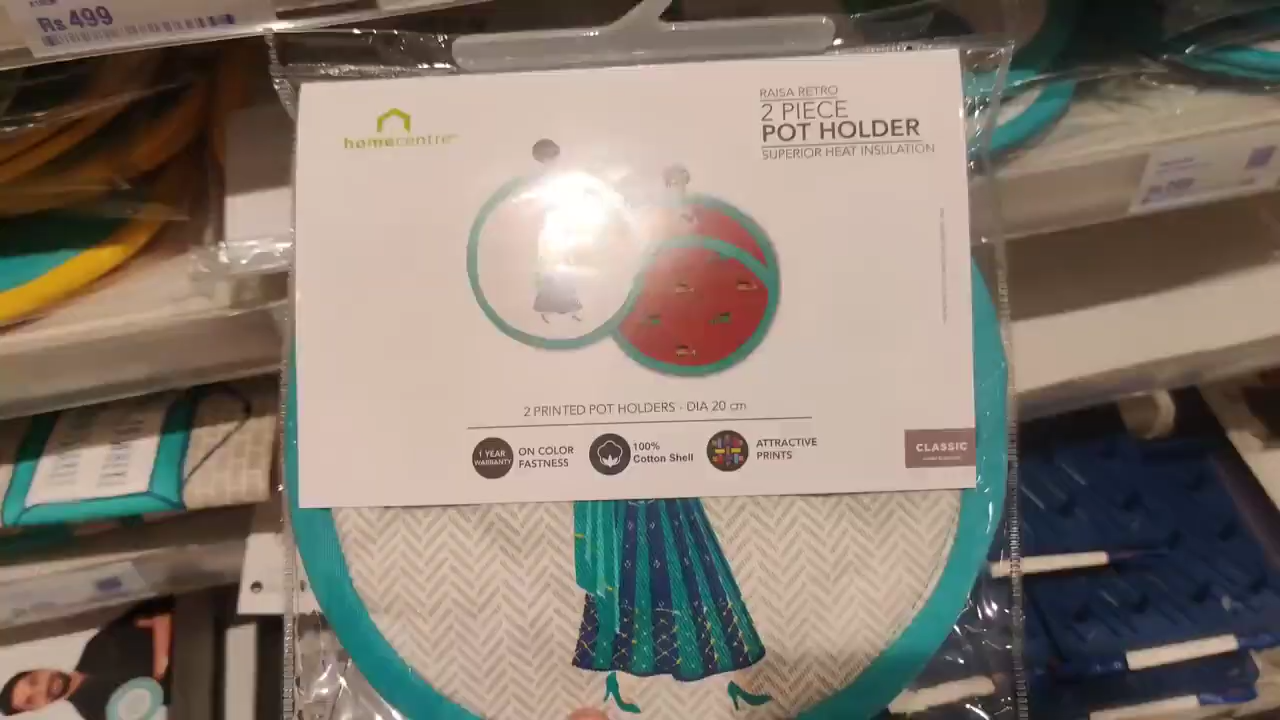 Rs 499
homecentre
RAISA RETRO
2 PIECE
POT HOLDER
SUPERIOR HEAT INSULATION
2 PRINTED POT HOLDERS - DIA 20 cm
1 YEAR
WARRANTY
ON COLOR
FASTNESS
100%
Cotton Shell
ATTRACTIVE
PRINTS
CLASSIC